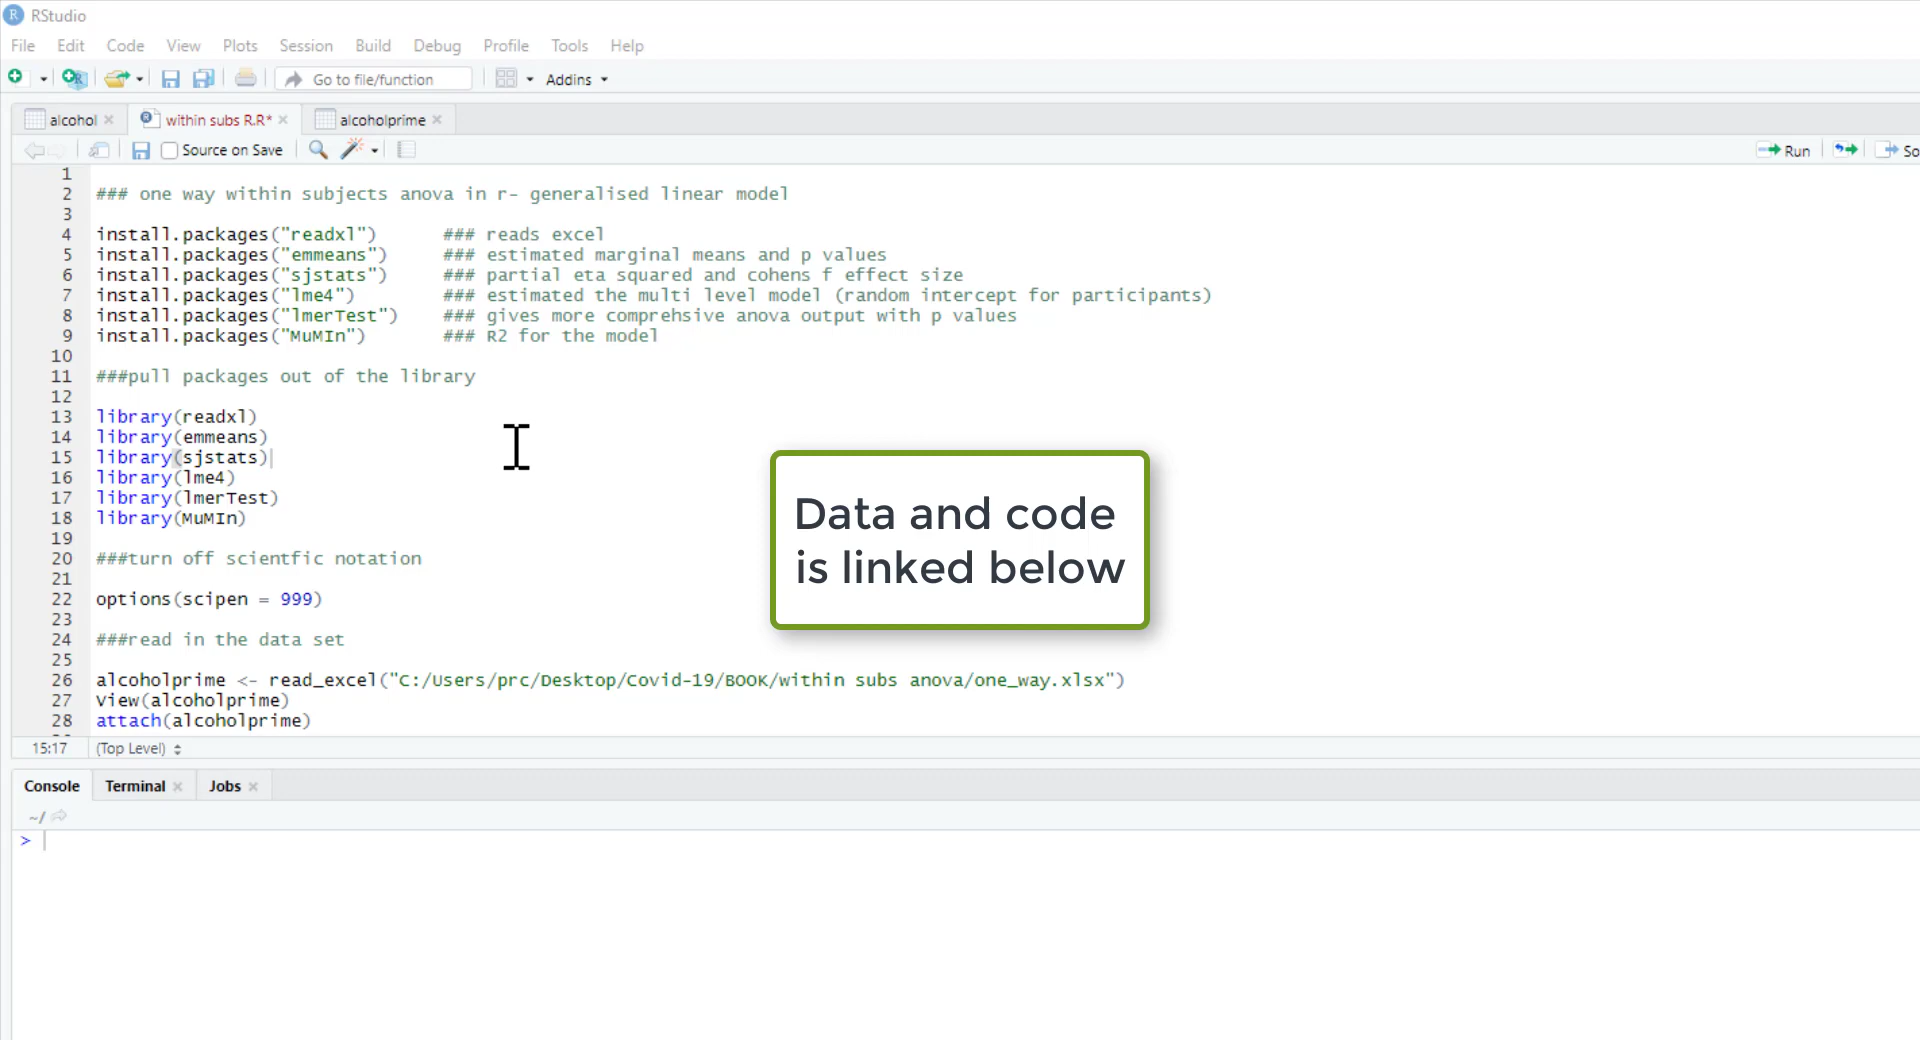 RStudio
File Edit Code View Plots Session Build Debug Profile Tools Help
Go to file/function Addins
alcohol within subs R.R* alcoholprime
Source on Save Run So
1
2 ### one way within subjects anova in r- generalised linear model
3
4 install.packages("readxl") ### reads excel
5 install.packages("emmeans") ### estimated marginal means and p values
6 install.packages("sjstats") ### partial eta squared and cohens f effect size
7 install.packages("lme4") ### estimated the multi level model (random intercept for participants)
8 install.packages("lmerTest") ### gives more comprehsive anova output with p values
9 install.packages("MuMIn") ### R2 for the model
10
11 ###pull packages out of the library
12
13 library(readxl)
14 library(emmeans)
15 library(sjstats)
16 library(lme4)
17 library(lmerTest)
18 library(MuMIn)
19
20 ###turn off scientfic notation
21
22 options(scipen = 999)
23
24 ###read in the data set
25
26 alcoholprime <- read_excel("C:/Users/prc/Desktop/Covid-19/BOOK/within subs anova/one_way.xlsx")
27 View(alcoholprime)
28 attach(alcoholprime)
Data and code
is linked below
15:17 (Top Level)
Console Terminal Jobs
~/
>